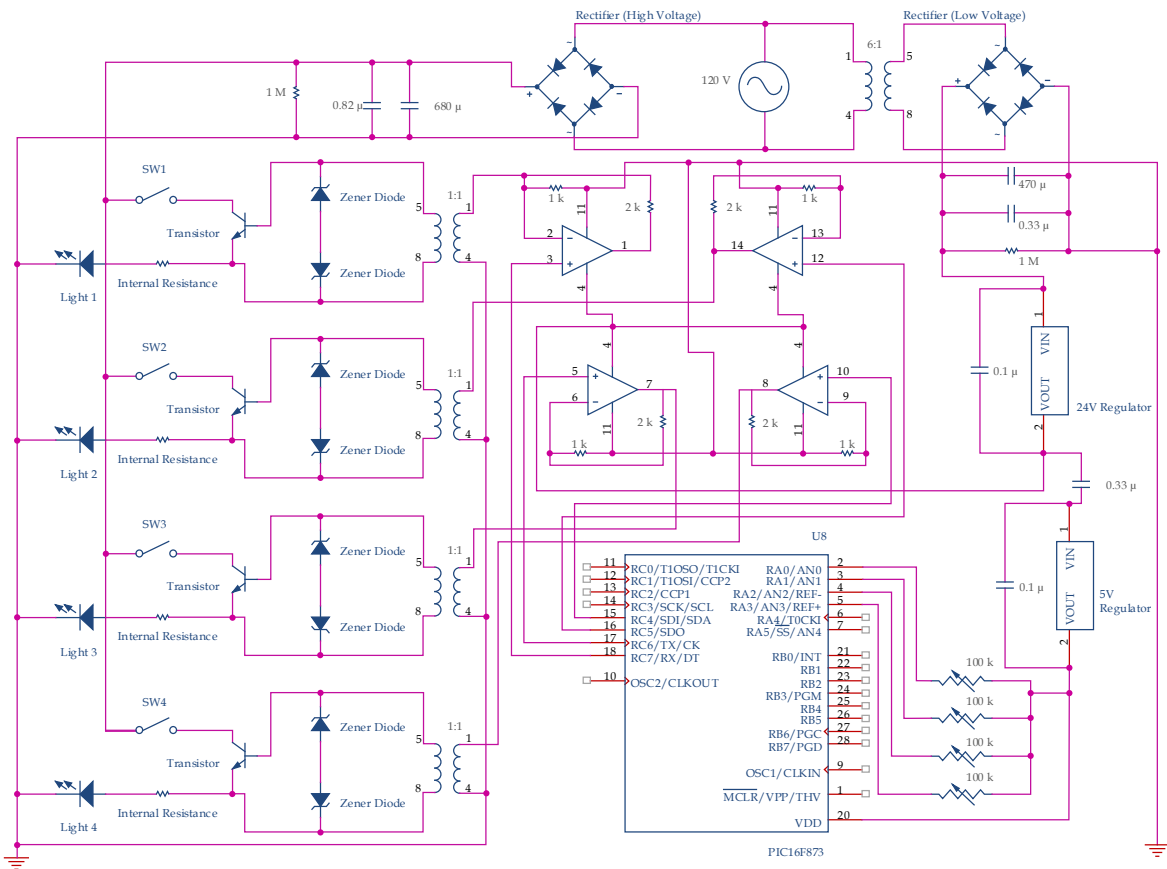 Rectifier (High Voltage)
Rectifier (Low Voltage)
~
~
+
-
120 V
6:1
1
4
5
8
~
~
+
-
1 M
0.82 µ
680 µ
470 µ
0.33 µ
1 M
SW1
Transistor
Light 1
Internal Resistance
Zener Diode
Zener Diode
1:1
5
8
1
4
SW2
Transistor
Light 2
Internal Resistance
Zener Diode
Zener Diode
1:1
5
8
1
4
SW3
Transistor
Light 3
Internal Resistance
Zener Diode
Zener Diode
1:1
5
8
1
4
SW4
Transistor
Light 4
Internal Resistance
Zener Diode
Zener Diode
1:1
5
8
1
4
1 k
2 k
11
2
3
1
4
-
+
2 k
1 k
11
13
14
12
4
-
+
4
5
6
7
11
+
-
1 k
2 k
4
10
8
9
11
+
-
2 k
1 k
1
VIN
VOUT
2
0.1 µ
24V Regulator
0.33 µ
1
VIN
VOUT
2
0.1 µ
5V
Regulator
U8
11 RC0/T1OSO/T1CKI
12 RC1/T1OSI/CCP2
13 RC2/CCP1
14 RC3/SCK/SCL
15 RC4/SDI/SDA
16 RC5/SDO
17 RC6/TX/CK
18 RC7/RX/DT
10 OSC2/CLKOUT
RA0/AN0 2
RA1/AN1 3
RA2/AN2/REF- 4
RA3/AN3/REF+ 5
RA4/T0CKI 6
RA5/SS/AN4 7
RB0/INT 21
RB1 22
RB2 23
RB3/PGM 24
RB4 25
RB5 26
RB6/PGC 27
RB7/PGD 28
OSC1/CLKIN 9
MCLR/VPP/THV 1
VDD 20
PIC16F873
100 k
100 k
100 k
100 k